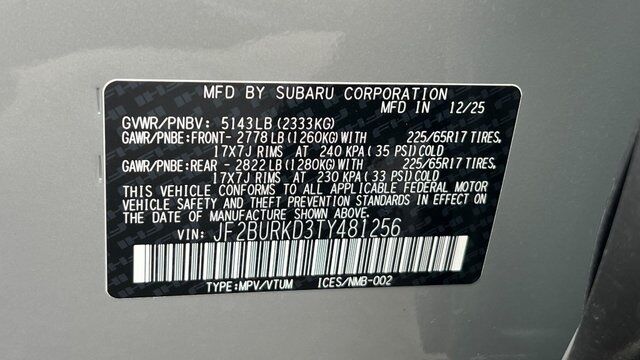 MFD BY SUBARU CORPORATION
MFD IN 12/25
GVWR/PNBV: 5143LB (2333KG)
GAWR/PNBE:FRONT- 2778LB (1260KG) WITH 225/65R17 TIRES,
17X7J RIMS AT 240 KPA ( 35 PSI) COLD
GAWR/PNBE:REAR - 2822LB (1280KG) WITH 225/65R17 TIRES,
17X7J RIMS AT 230 KPA ( 33 PSI) COLD
THIS VEHICLE CONFORMS TO ALL APPLICABLE FEDERAL MOTOR
VEHICLE SAFETY AND THEFT PREVENTION STANDARDS IN EFFECT ON
THE DATE OF MANUFACTURE SHOWN ABOVE.
VIN: JF2BURKD3TY481256
TYPE:MPV/VTUM ICES/NMB-002